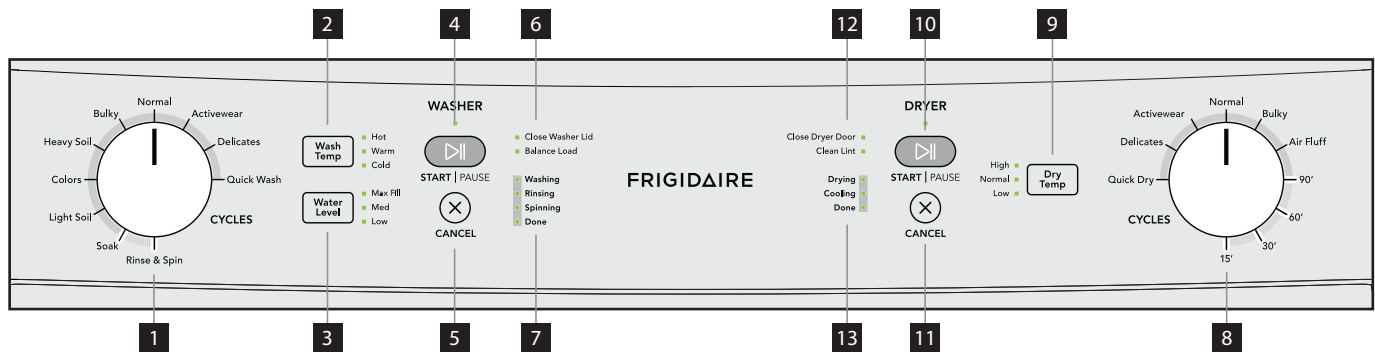 2
4
6
12
10
9
WASHER
DRYER
Normal
Bulky
Activewear
Heavy Soil
Delicates
Colors
Quick Wash
Light Soil
CYCLES
Soak
Rinse & Spin
Wash
Temp
Hot
Warm
Cold
Water
Level
Max Fill
Med
Low
START | PAUSE
CANCEL
Close Washer Lid
Balance Load
Washing
Rinsing
Spinning
Done
FRIGIDAIRE
Close Dryer Door
Clean Lint
Drying
Cooling
Done
START | PAUSE
CANCEL
High
Normal
Low
Dry
Temp
Normal
Activewear
Bulky
Delicates
Air Fluff
Quick Dry
90'
60'
CYCLES
30'
15'
1
3
5
7
13
11
8